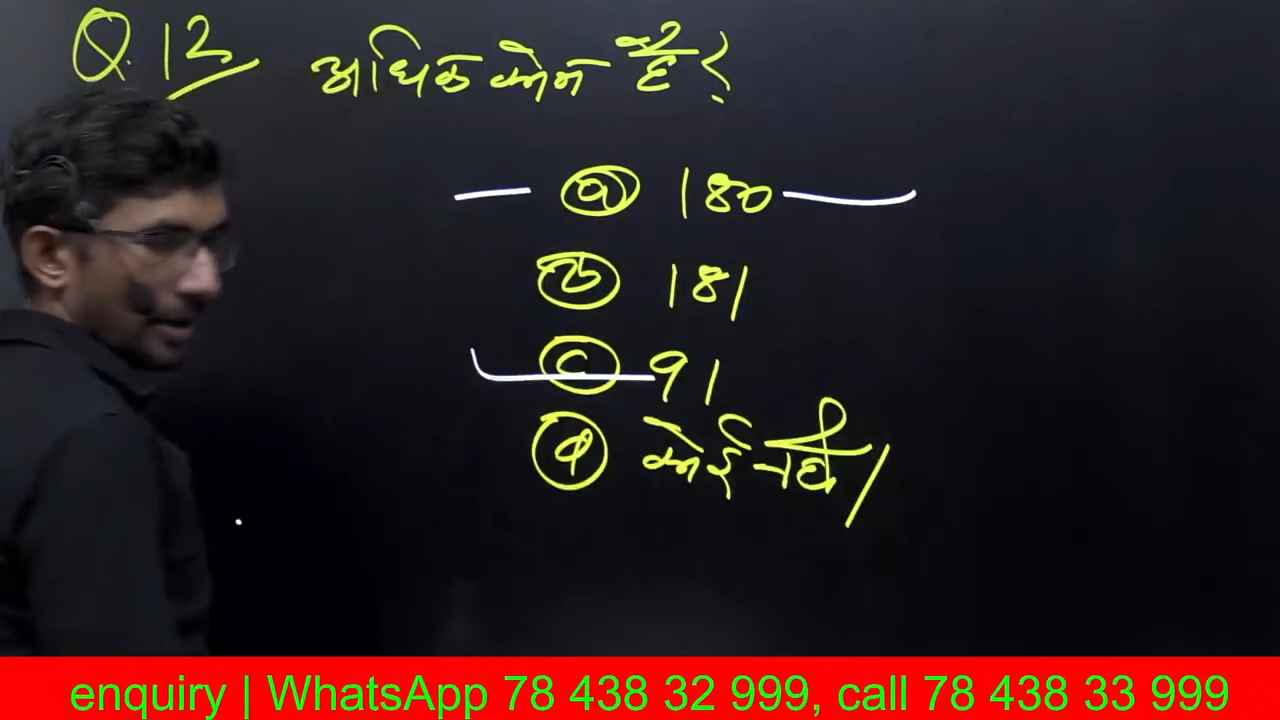 Q.12 अधिक कोन है?
(a) 180
(b) 181
(c) 91
(d) कोई नहीं।
enquiry | WhatsApp 78 438 32 999, call 78 438 33 999